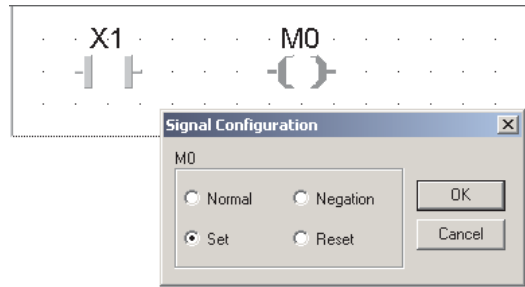 X1 M0
Signal Configuration
M0
Normal Negation OK
Set Reset Cancel